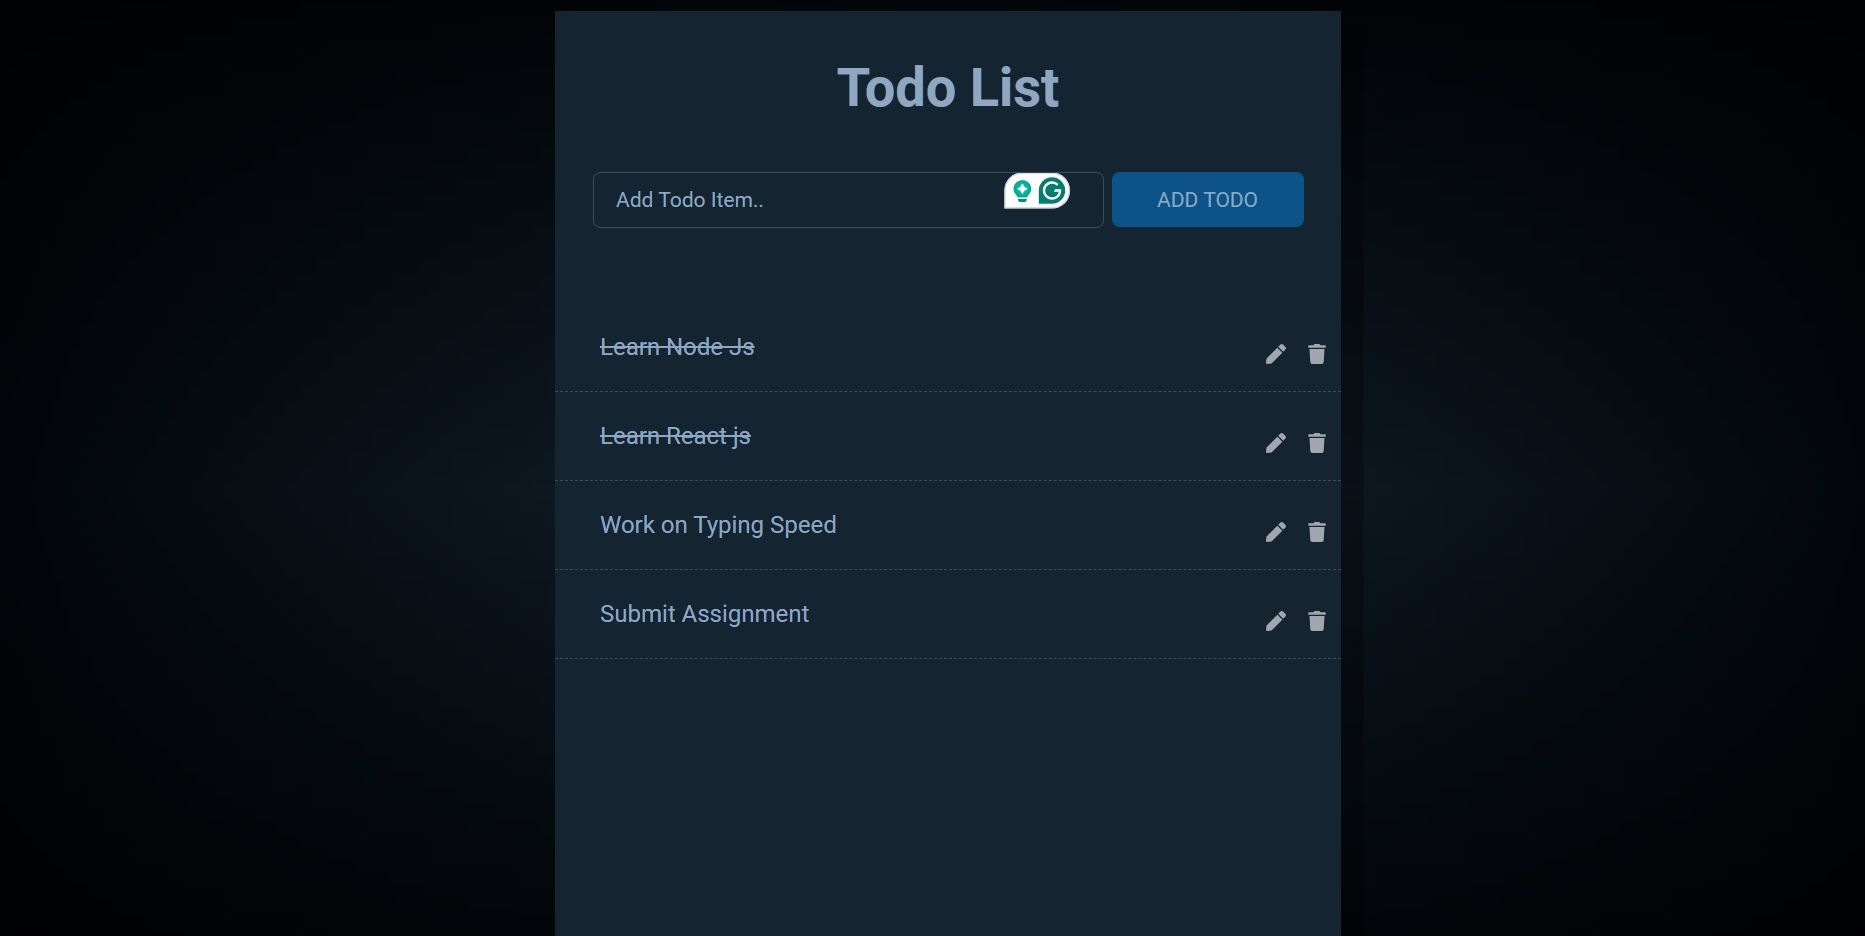 Todo List
Add Todo Item..
ADD TODO
Learn Node Js
Learn React js
Work on Typing Speed
Submit Assignment